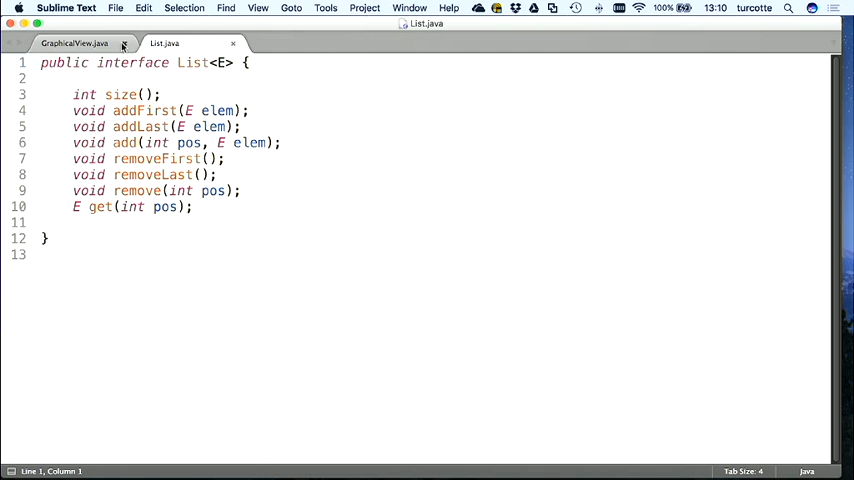 Sublime Text File Edit Selection Find View Goto Tools Project Window Help 100% 13:10 turcotte
List.java
GraphicalView.java × List.java ×
1 public interface List<E> {
2
3 int size();
4 void addFirst(E elem);
5 void addLast(E elem);
6 void add(int pos, E elem);
7 void removeFirst();
8 void removeLast();
9 void remove(int pos);
10 E get(int pos);
11
12 }
13
Line 1, Column 1 Tab Size: 4 Java